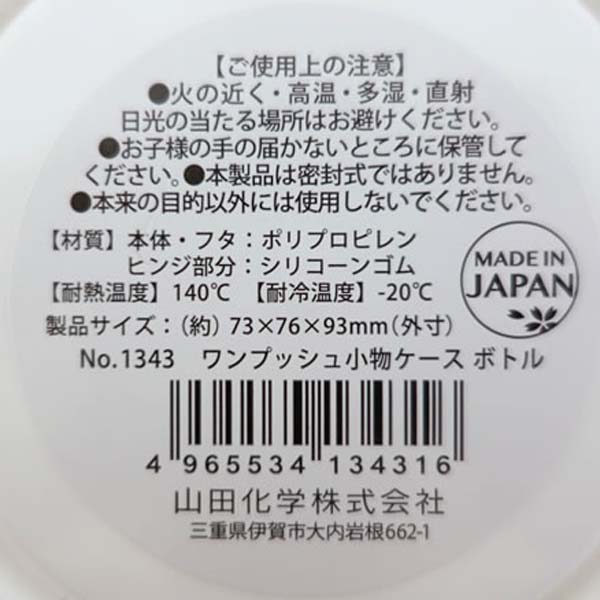 【ご使用上の注意】
●火の近く・高温・多湿・直射
日光の当たる場所はお避けください。
●お子様の手の届かないところに保管して
ください。●本製品は密封式ではありません。
●本来の目的以外には使用しないでください。
【材質】本体・フタ：ポリプロピレン
ヒンジ部分：シリコーンゴム
【耐熱温度】140℃ 【耐冷温度】-20℃
MADE IN
JAPAN
製品サイズ：（約）73×76×93mm（外寸）
No.1343 ワンプッシュ小物ケース ボトル
4 965534 134316
山田化学株式会社
三重県伊賀市大内岩根662-1